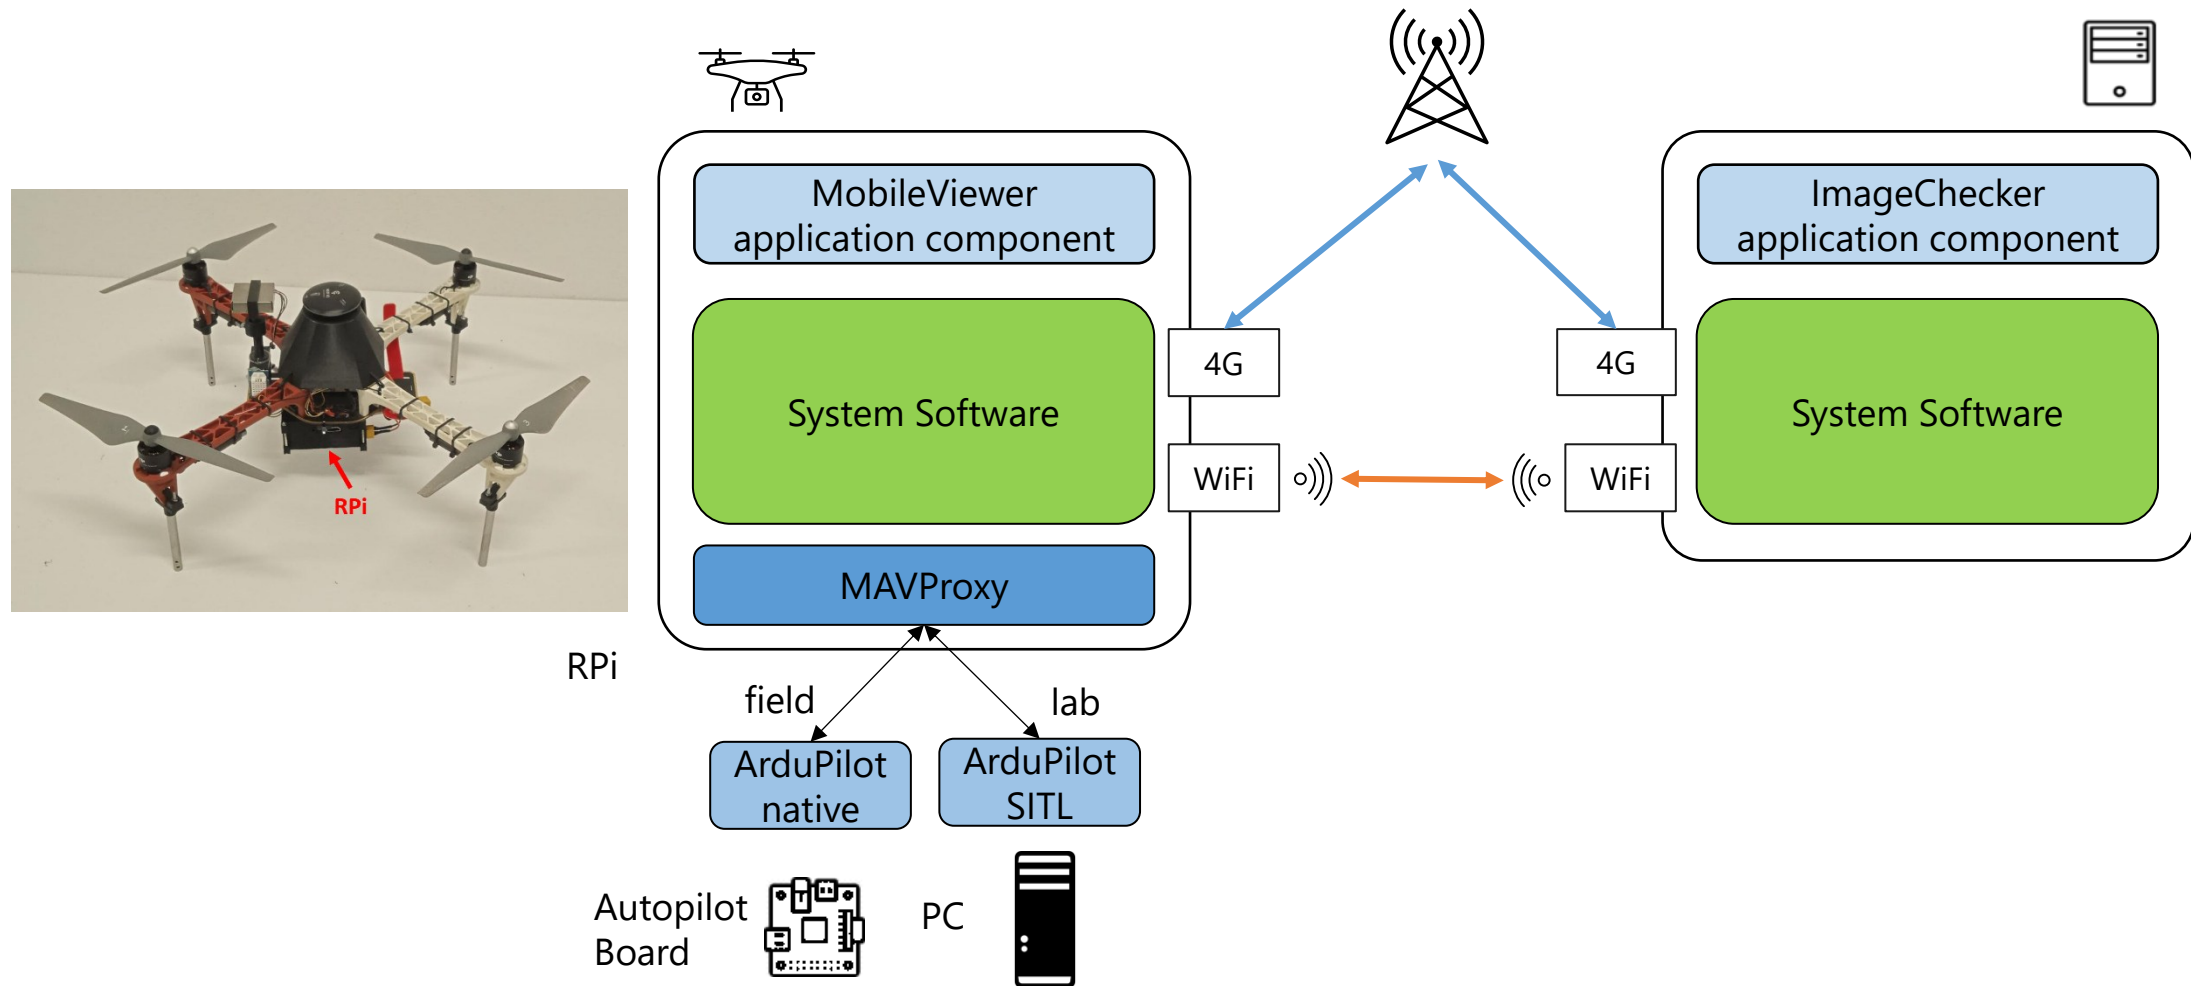 MobileViewer
application component
ImageChecker
application component
4G
4G
System Software
System Software
WiFi
WiFi
RPi
MAVProxy
RPi
field
lab
ArduPilot
native
ArduPilot
SITL
Autopilot
Board
PC